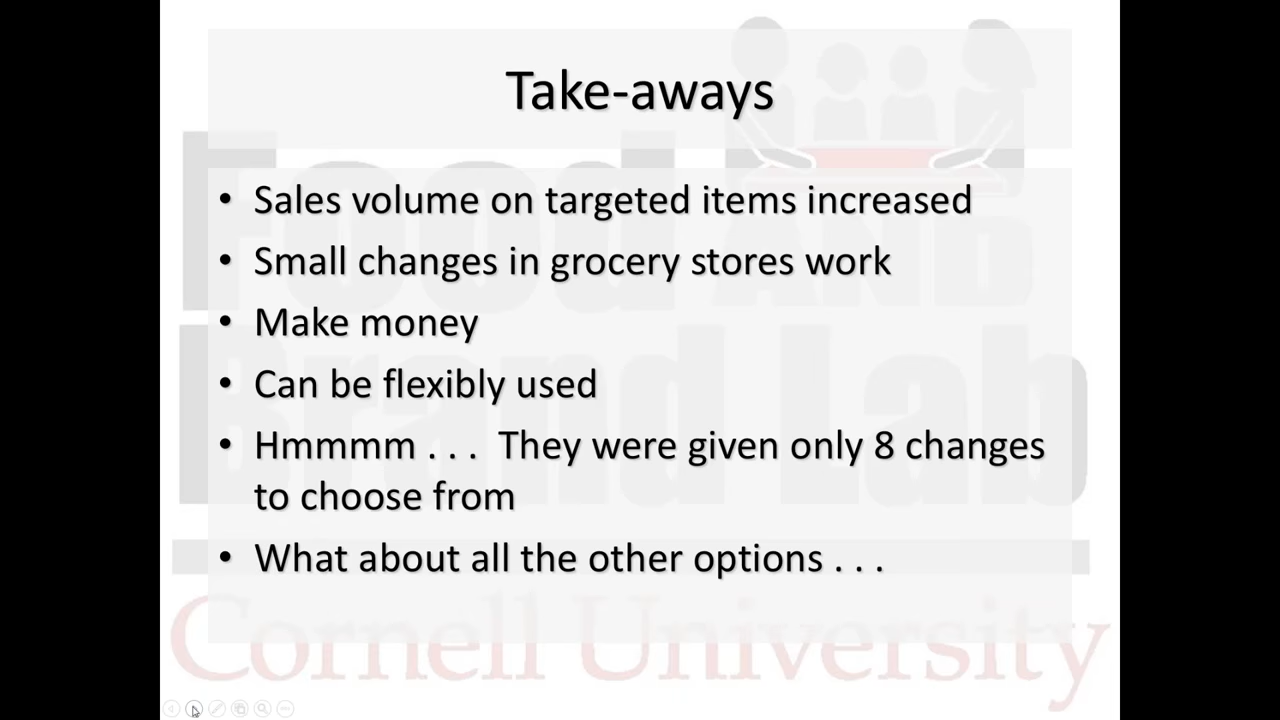 Take-aways
• Sales volume on targeted items increased
• Small changes in grocery stores work
• Make money
• Can be flexibly used
• Hmmmm . . .  They were given only 8 changes
to choose from
• What about all the other options . . .
Food AND
Brand Lab
Cornell University